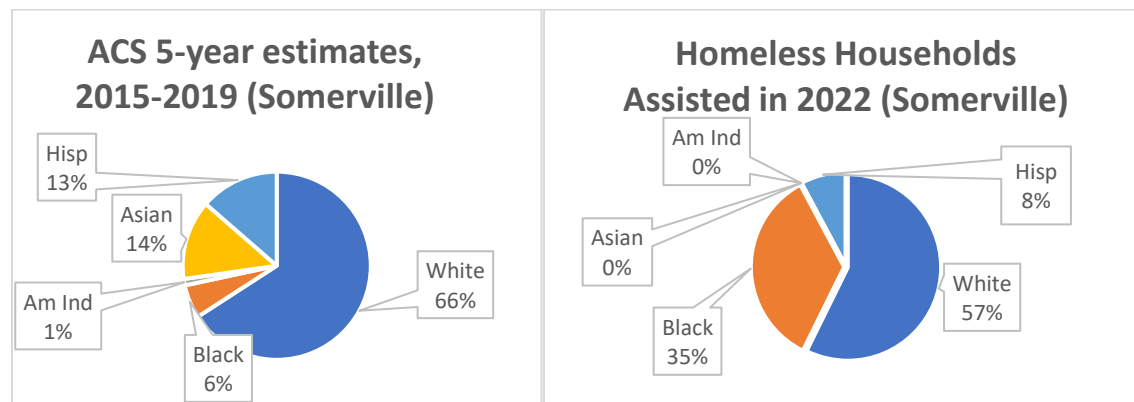 ACS 5-year estimates,
2015-2019 (Somerville)
Hisp
13%
Asian
14%
Am Ind
1%
Black
6%
White
66%
Homeless Households
Assisted in 2022 (Somerville)
Am Ind
0%
Hisp
8%
Asian
0%
Black
35%
White
57%